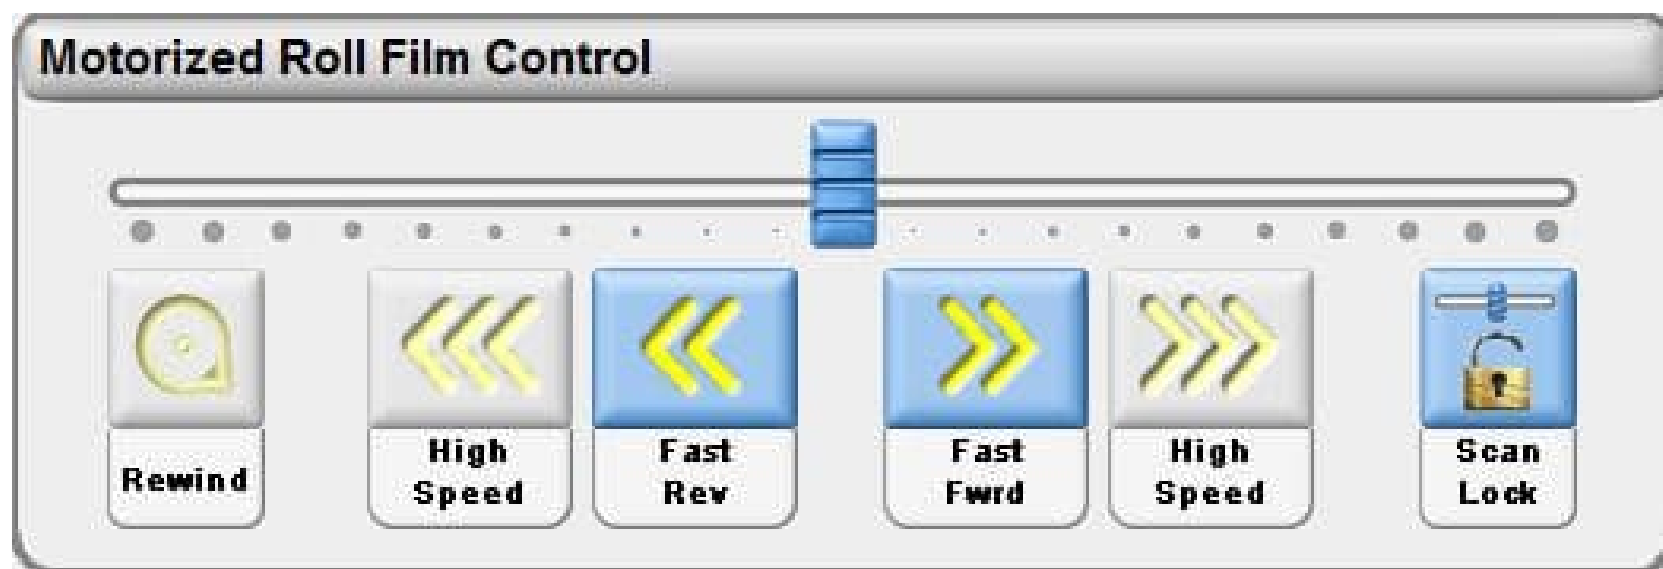 Motorized Roll Film Control
Rewind
High
Speed
Fast
Rev
Fast
Fwrd
High
Speed
Scan
Lock